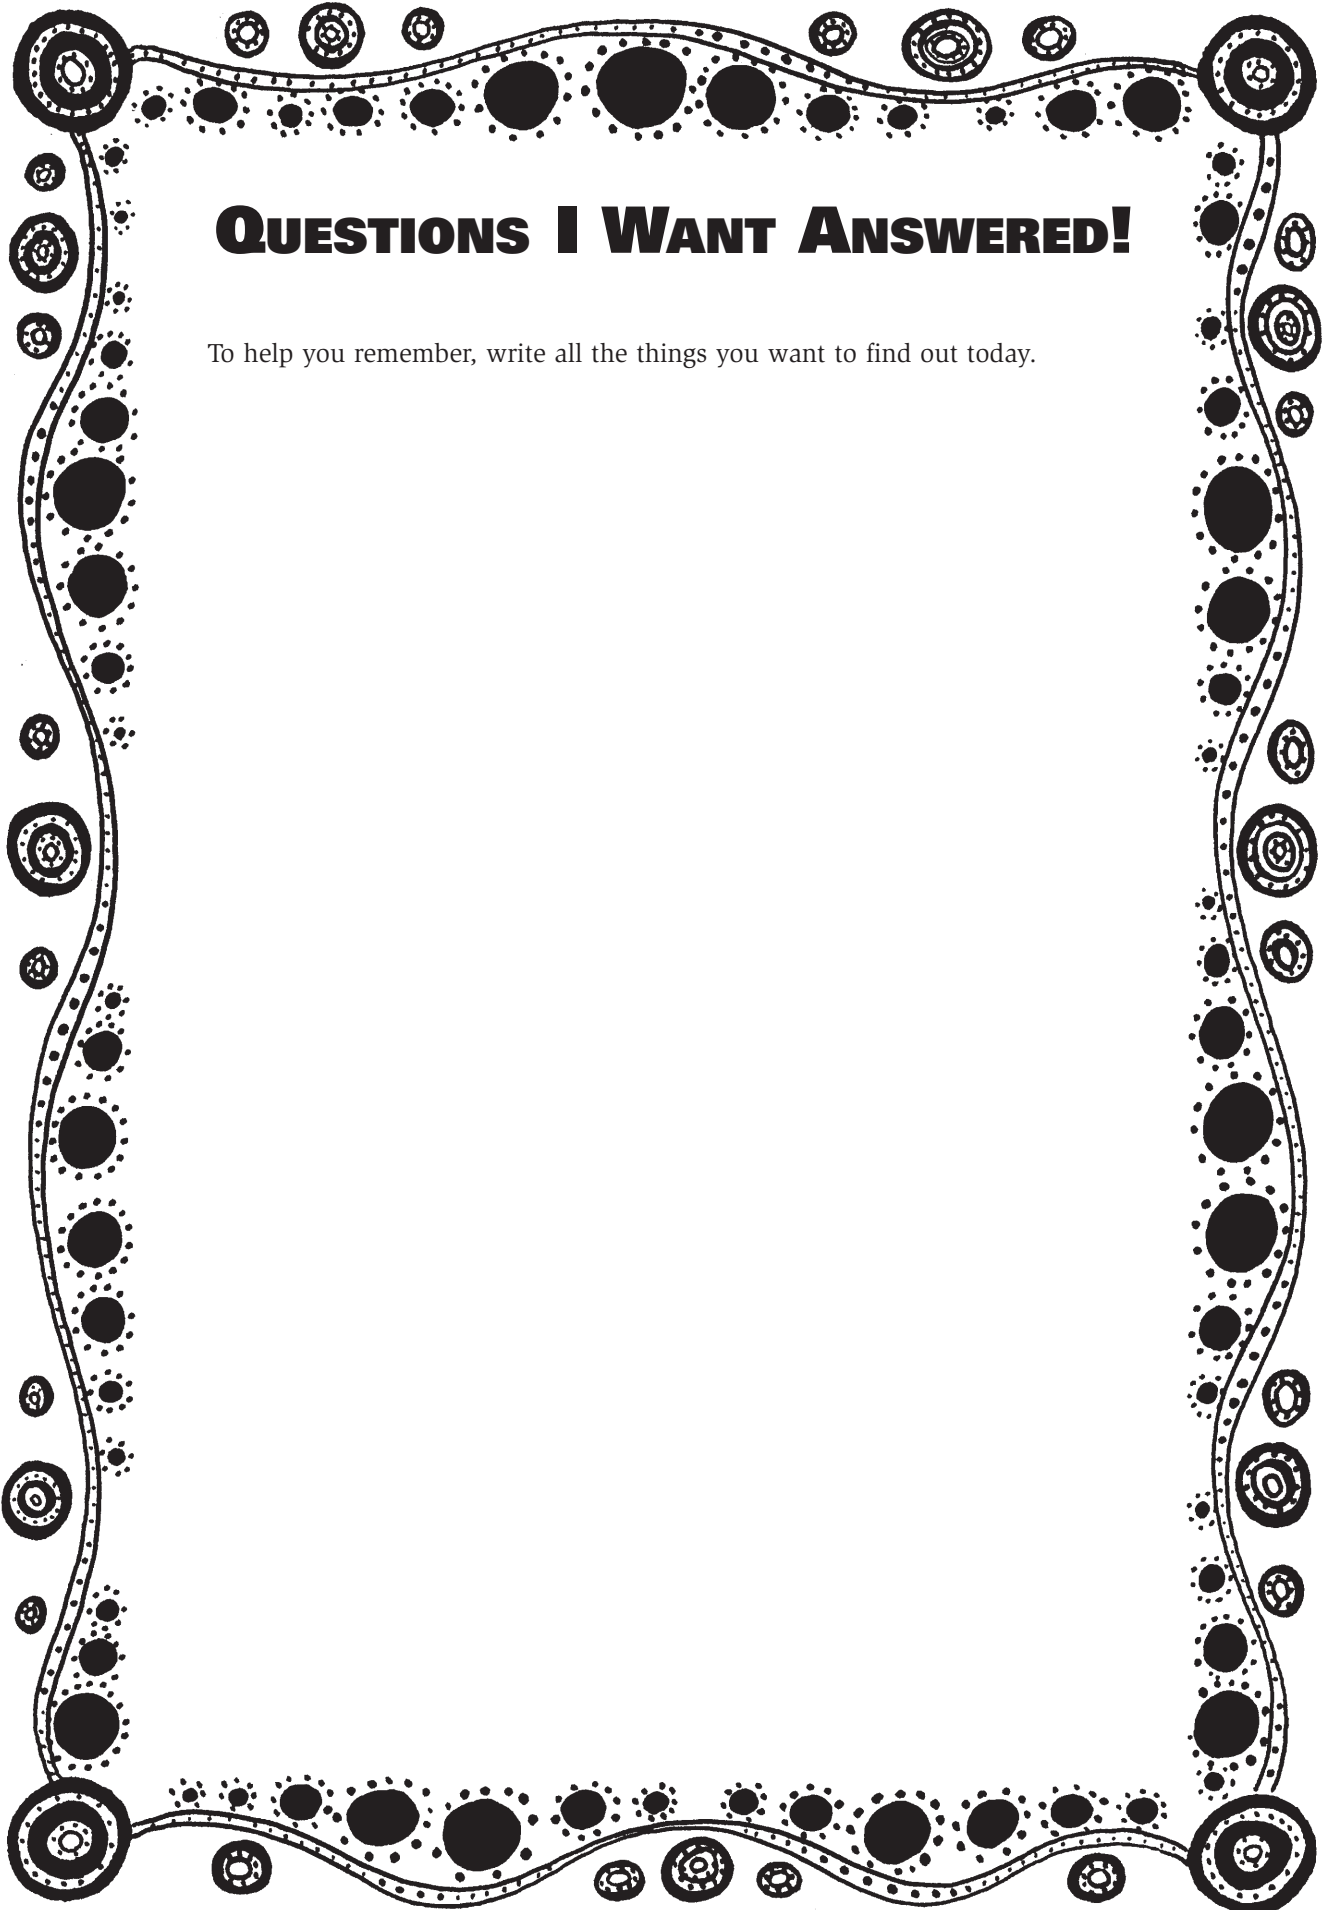 QUESTIONS I WANT ANSWERED!
To help you remember, write all the things you want to find out today.